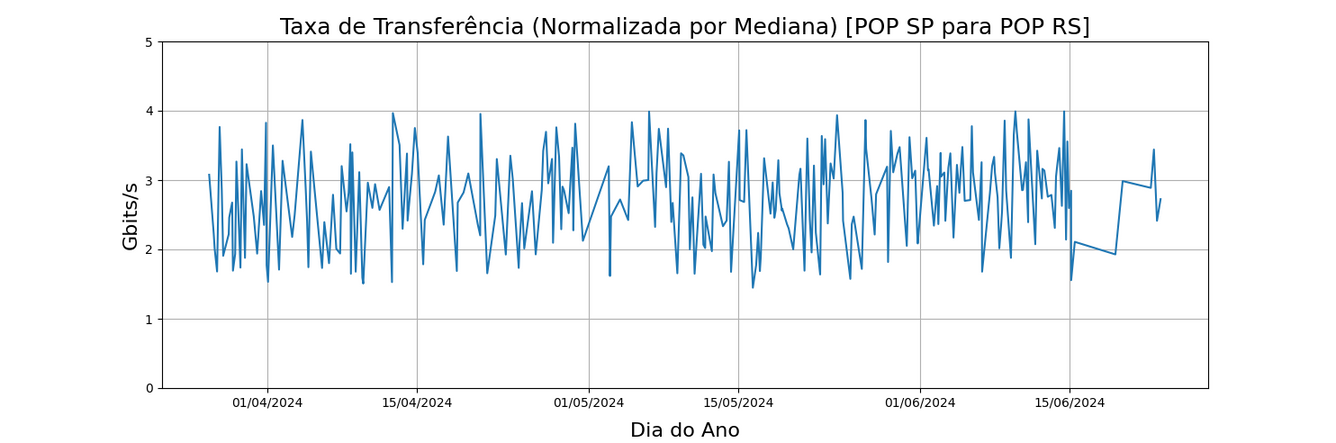 Taxa de Transferência (Normalizada por Mediana) [POP SP para POP RS]
5
4
3
2
1
0
Gbits/s
01/04/2024 15/04/2024 01/05/2024 15/05/2024 01/06/2024 15/06/2024
Dia do Ano